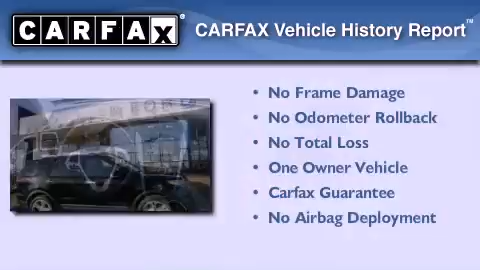 CARFAX® CARFAX Vehicle History Report™
• No Frame Damage
• No Odometer Rollback
• No Total Loss
• One Owner Vehicle
• Carfax Guarantee
• No Airbag Deployment